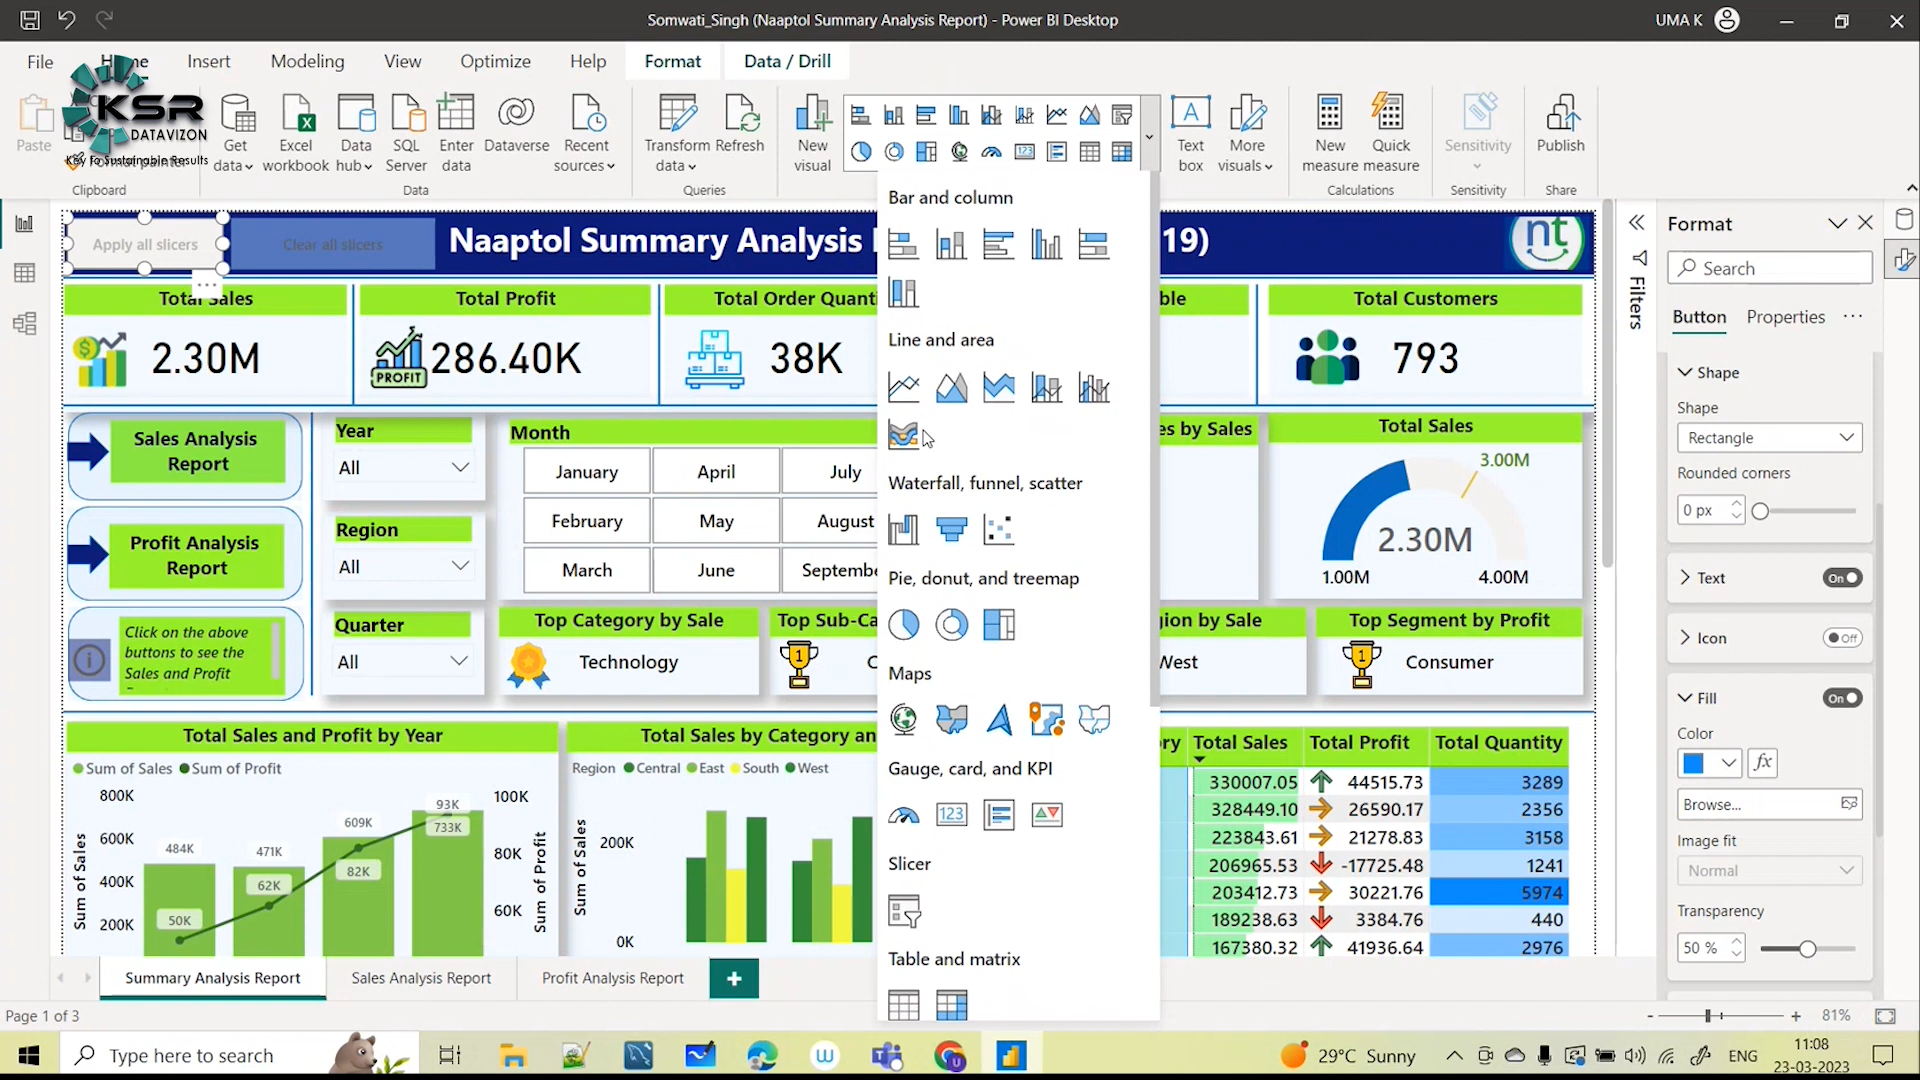 Somwati_Singh (Naaptol Summary Analysis Report) - Power BI Desktop
UMA K
File
Home
Insert
Modeling
View
Optimize
Help
Format
Data / Drill
KSR
DATAVIZON
Key to Sustainable Results
Paste
Format painter
Clipboard
Get data
Excel workbook
Data hub
SQL Server
Enter data
Dataverse
Recent sources
Data
Transform data
Refresh
Queries
New visual
Text box
More visuals
New measure
Quick measure
Calculations
Sensitivity
Sensitivity
Publish
Share
Apply all slicers
Clear all slicers
Naaptol Summary Analysis
19)
nt
Total Sales
2.30M
Total Profit
PROFIT
286.40K
Total Order Quanti
38K
ble
Total Customers
793
Sales Analysis
Report
Profit Analysis
Report
Click on the above
buttons to see the
Sales and Profit
Year
All
Region
All
Quarter
All
Month
January
April
July
February
May
August
March
June
Septembe
es by Sales
Total Sales
3.00M
2.30M
1.00M
4.00M
Top Category by Sale
Technology
Top Sub-Ca
1
C
gion by Sale
West
Top Segment by Profit
1
Consumer
Total Sales and Profit by Year
Sum of Sales
Sum of Profit
800K
600K
400K
200K
Sum of Sales
484K
471K
609K
93K
733K
50K
62K
82K
100K
80K
60K
Sum of Profit
Total Sales by Category an
Region
Central
East
South
West
200K
0K
Sum of Sales
ry
Total Sales
Total Profit
Total Quantity
330007.05 44515.73 3289
328449.10 26590.17 2356
223843.61 21278.83 3158
206965.53 -17725.48 1241
203412.73 30221.76 5974
189238.63 3384.76 440
167380.32 41936.64 2976
Bar and column
Line and area
Waterfall, funnel, scatter
Pie, donut, and treemap
Maps
Gauge, card, and KPI
123
Slicer
Table and matrix
Filters
Format
Search
Button
Properties
Shape
Shape
Rectangle
Rounded corners
0 px
Text
On
Icon
Off
Fill
On
Color
fx
Browse...
Image fit
Normal
Transparency
50 %
Summary Analysis Report
Sales Analysis Report
Profit Analysis Report
Page 1 of 3
81%
Type here to search
29°C Sunny
ENG
11:08
23-03-2023